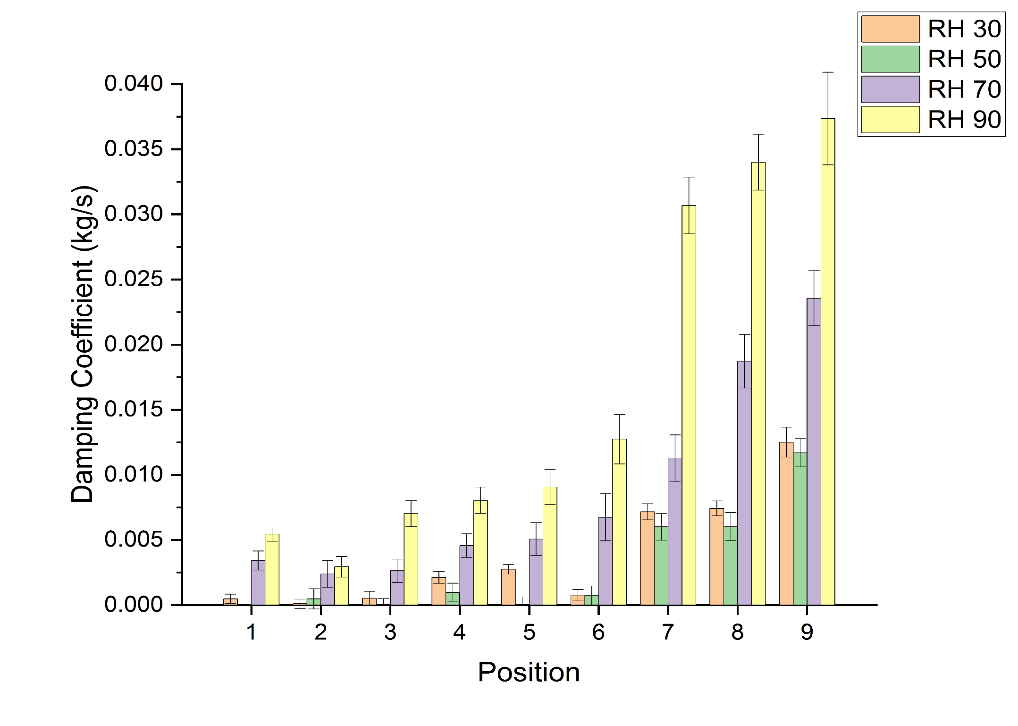 RH 30
RH 50
RH 70
RH 90
0.040
0.035
0.030
0.025
0.020
0.015
0.010
0.005
0.000
Damping Coefficient (kg/s)
1 2 3 4 5 6 7 8 9
Position